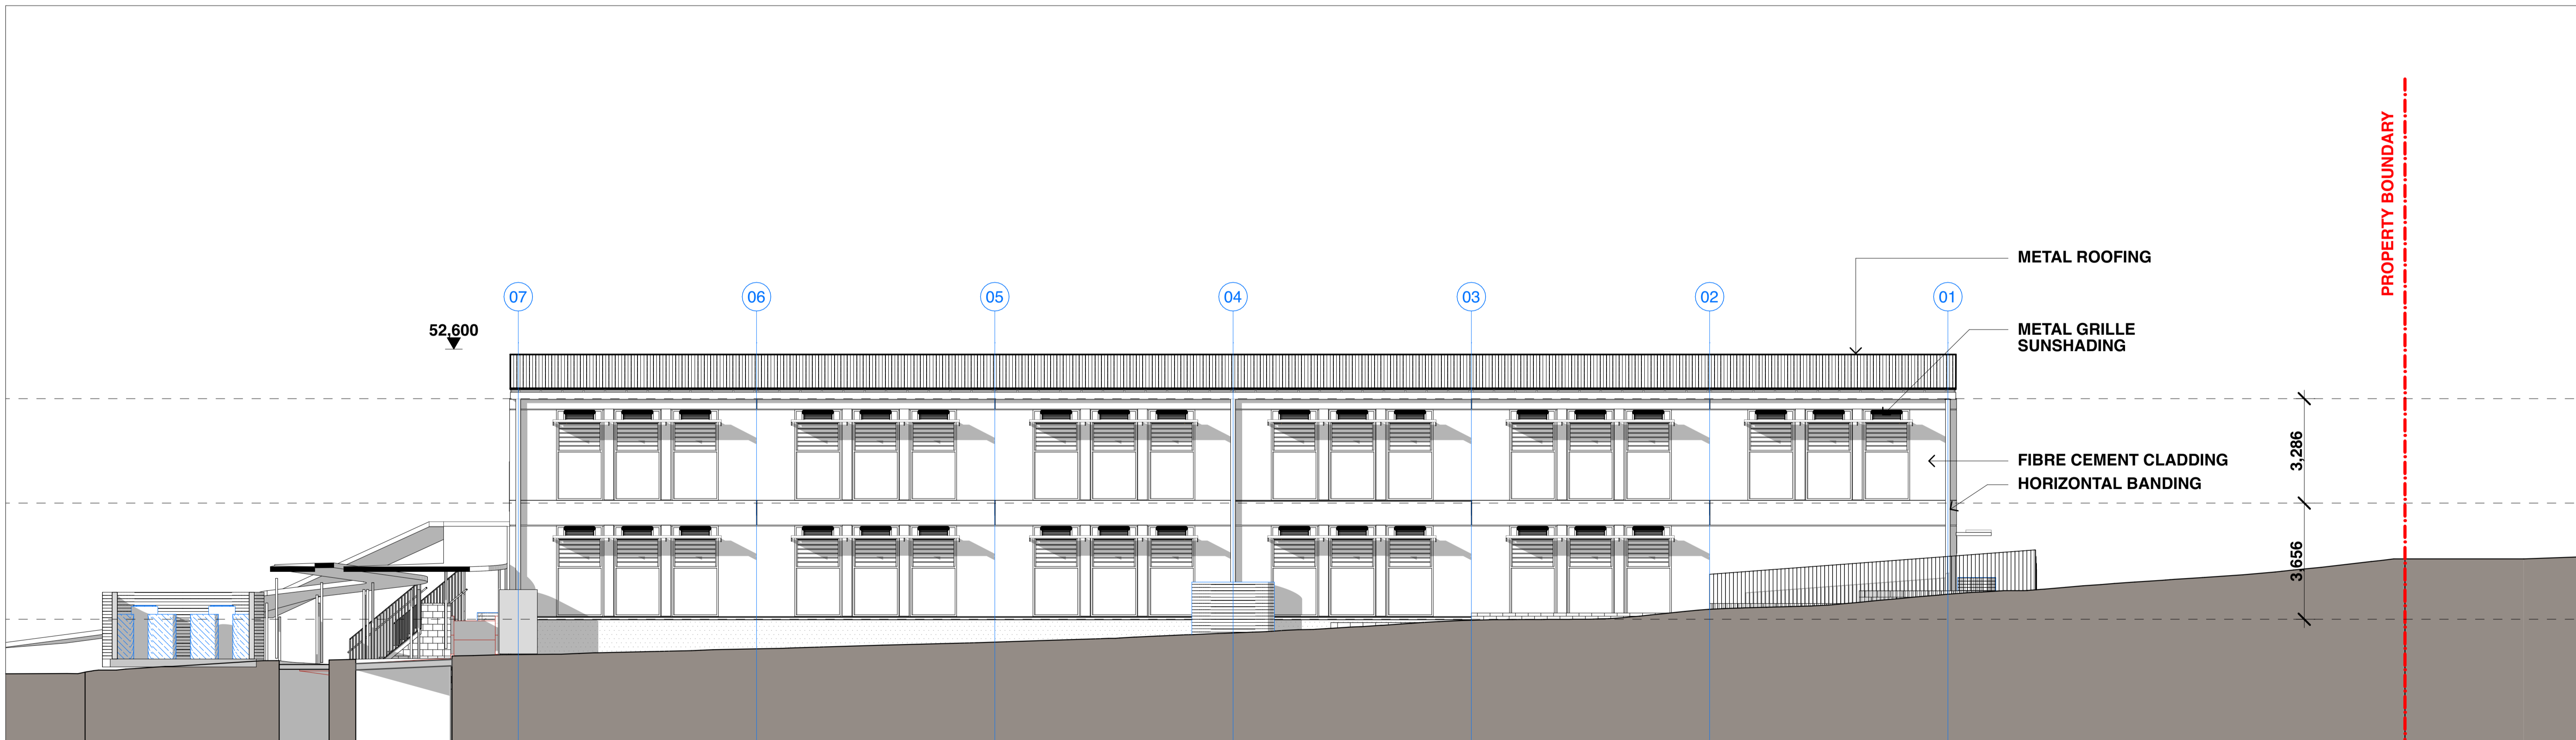 PROPERTY BOUNDARY
METAL ROOFING
07
06
05
04
03
02
01
52,600
METAL GRILLE
SUNSHADING
3,286
FIBRE CEMENT CLADDING
HORIZONTAL BANDING
3,656